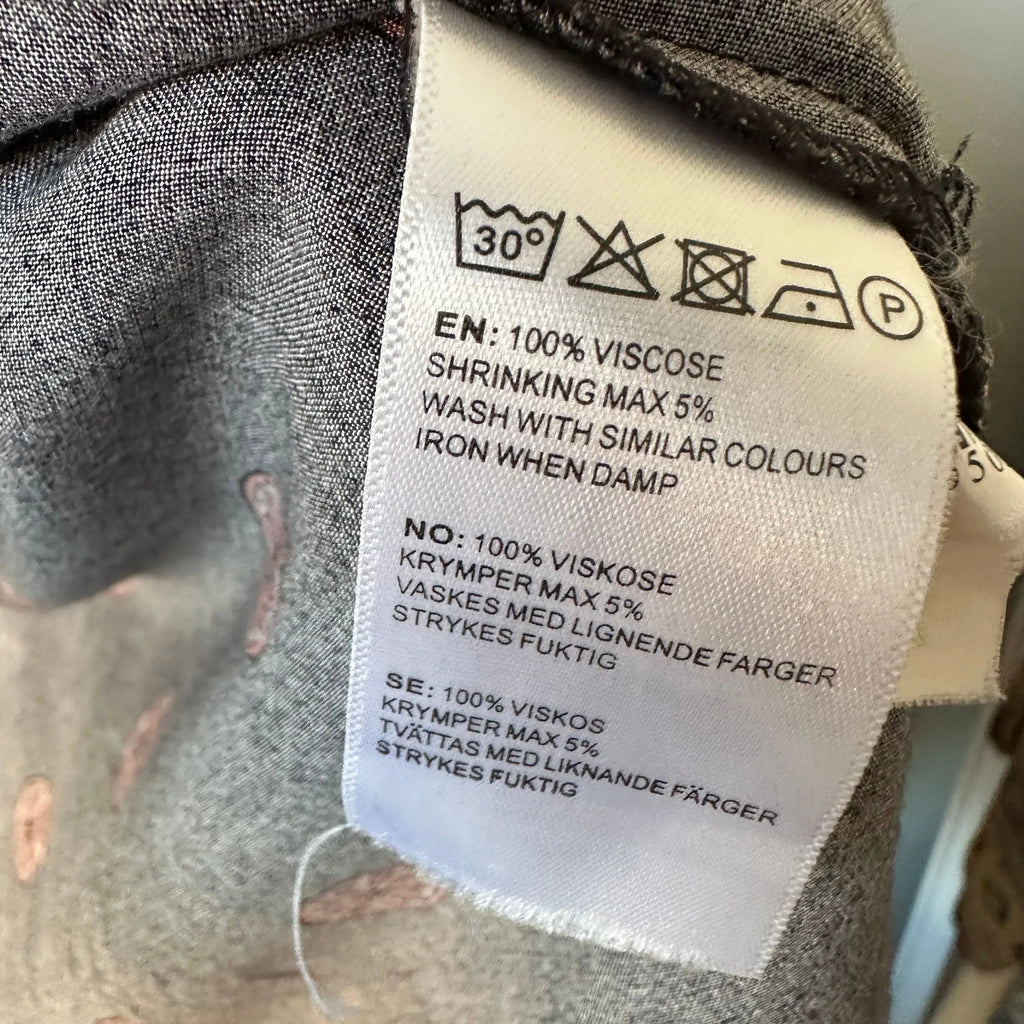 30°
P
EN: 100% VISCOSE
SHRINKING MAX 5%
WASH WITH SIMILAR COLOURS
IRON WHEN DAMP
NO: 100% VISKOSE
KRYMPER MAX 5%
VASKES MED LIGNENDE FARGER
STRYKES FUKTIG
SE: 100% VISKOS
KRYMPER MAX 5%
TVÄTTAS MED LIKNANDE FÄRGER
STRYKES FUKTIG